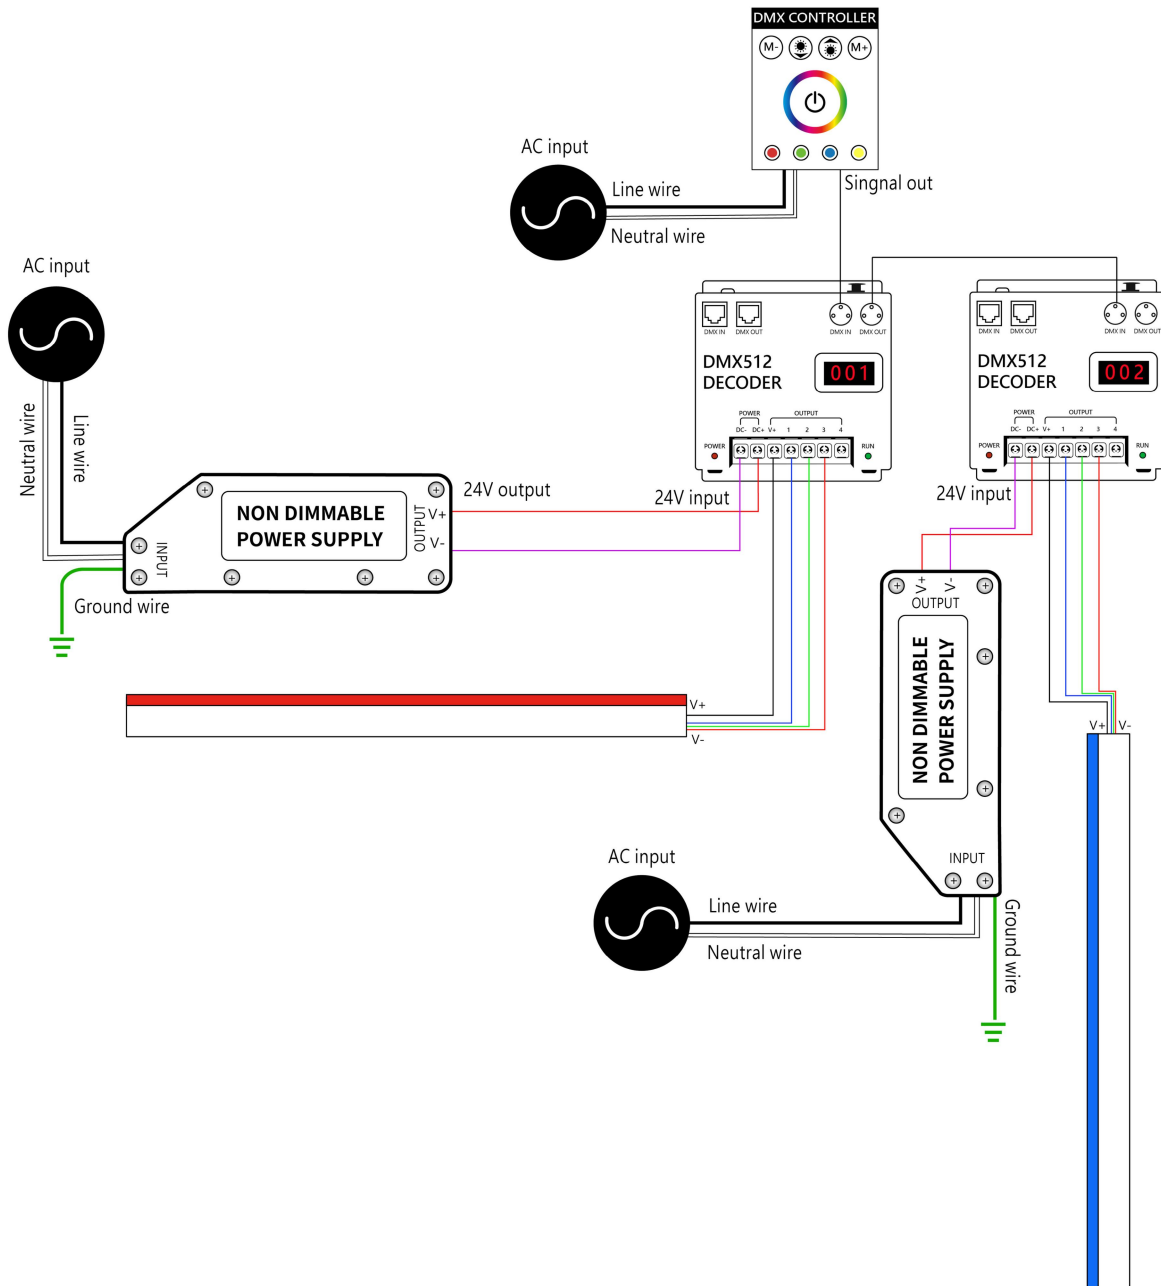 DMX CONTROLLER
M-
M+
AC input
Line wire
Neutral wire
Singnal out
AC input
Neutral wire
Line wire
DMX IN
DMX OUT
DMX IN
DMX OUT
DMX512
DECODER
001
POWER
OUTPUT
DC-
DC+
V+
1
2
3
4
POWER
RUN
DMX IN
DMX OUT
DMX IN
DMX OUT
DMX512
DECODER
002
POWER
OUTPUT
DC-
DC+
V+
1
2
3
4
POWER
RUN
24V output
24V input
24V input
NON DIMMABLE
POWER SUPPLY
INPUT
OUTPUT
V+
V-
Ground wire
V+
V-
OUTPUT
NON DIMMABLE
POWER SUPPLY
INPUT
V+
V-
V+
V-
AC input
Line wire
Neutral wire
Ground wire